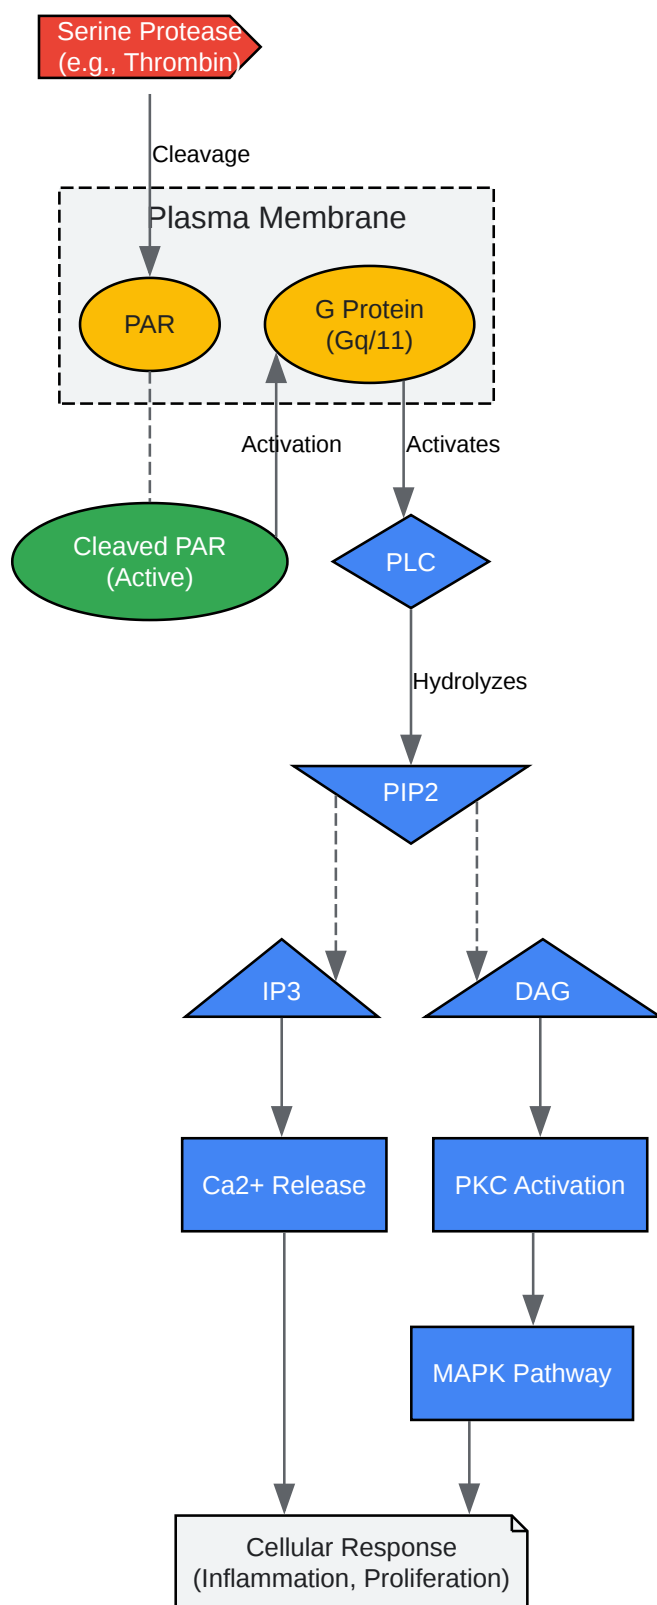 Serine Protease
(e.g., Thrombin)
Cleavage
Plasma Membrane
PAR
G Protein
(Gq/11)
Activation
Activates
Cleaved PAR
(Active)
PLC
Hydrolyzes
PIP2
IP3
DAG
Ca2+ Release
PKC Activation
MAPK Pathway
Cellular Response
(Inflammation, Proliferation)